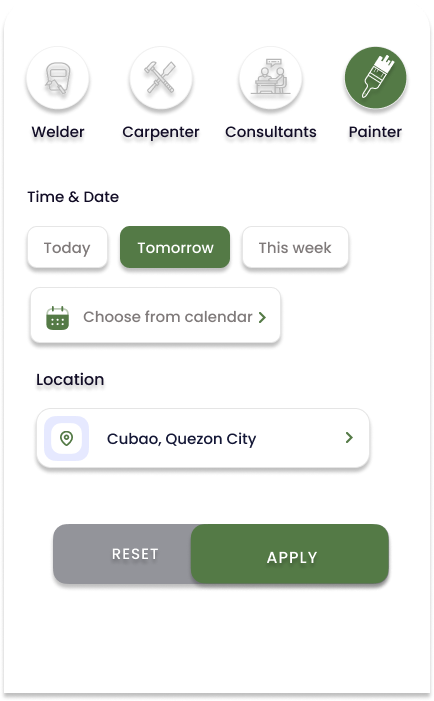 Welder Carpenter Consultants Painter
Time & Date
Today Tomorrow This week
Choose from calendar
Location
Cubao, Quezon City
RESET APPLY